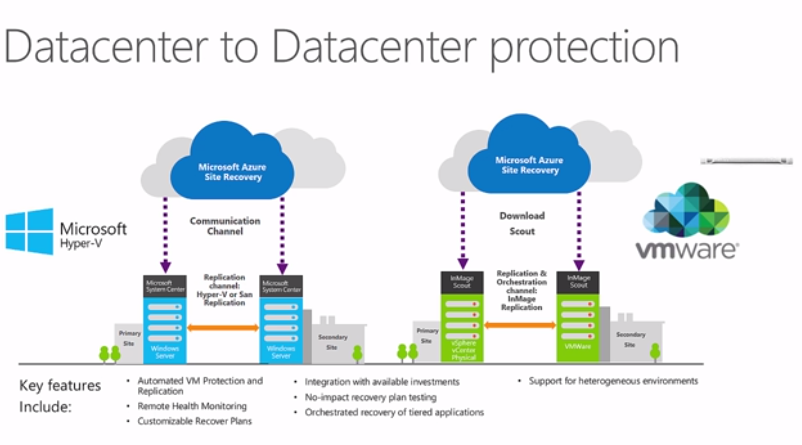 Datacenter to Datacenter protection
Microsoft Azure
Site Recovery
Communication
Channel
Microsoft
Hyper-V
Microsoft
System Center
Replication
channel:
Hyper-V or San
Replication
Microsoft
System Center
Primary
Site
Windows
Server
Windows
Server
Secondary
Site
Microsoft Azure
Site Recovery
Download
Scout
vmware®
InMage
Scout
Replication &
Orchestration
channel:
InMage
Replication
InMage
Scout
Primary
Site
vSphere
vCenter
Physical
VMWare
Secondary
Site
Key features
Include:
• Automated VM Protection and
Replication
• Remote Health Monitoring
• Customizable Recover Plans
• Integration with available investments
• No-impact recovery plan testing
• Orchestrated recovery of tiered applications
• Support for heterogeneous environments